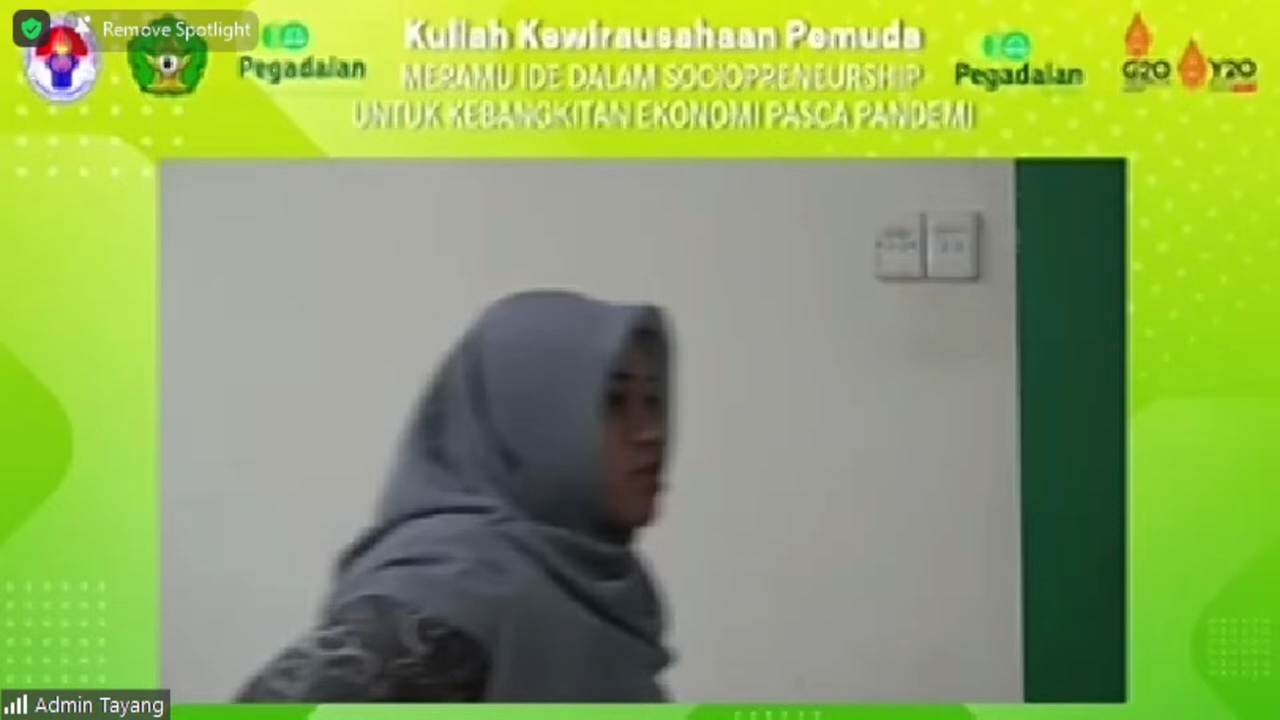 Remove Spotlight
Pegadaian
Kuliah Kewirausahaan Pemuda
MERAMU IDE DALAM SOCIOPRENEURSHIP
UNTUK KEBANGKITAN EKONOMI PASCA PANDEMI
Pegadaian
G20
Y20
Admin Tayang